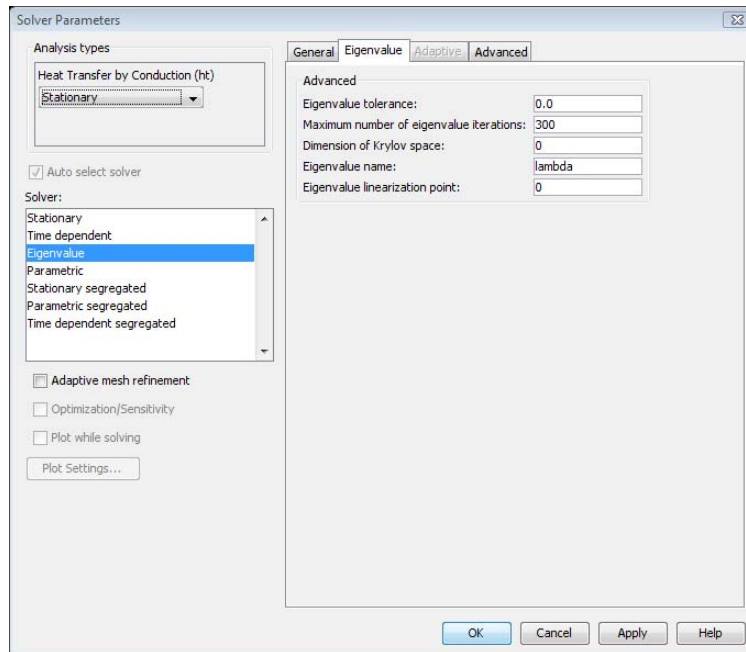 Solver Parameters
Analysis types
Heat Transfer by Conduction (ht)
Stationary
Auto select solver
Solver:
Stationary
Time dependent
Eigenvalue
Parametric
Stationary segregated
Parametric segregated
Time dependent segregated
Adaptive mesh refinement
Optimization/Sensitivity
Plot while solving
Plot Settings...
General Eigenvalue Adaptive Advanced
Advanced
Eigenvalue tolerance: 0.0
Maximum number of eigenvalue iterations: 300
Dimension of Krylov space: 0
Eigenvalue name: lambda
Eigenvalue linearization point: 0
OK Cancel Apply Help